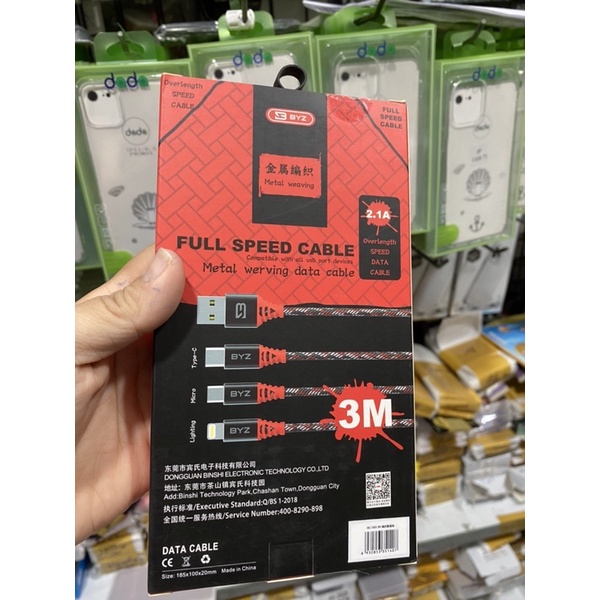 dodo
dodo
dodo
dodo
dodo
Overlength
SPEED
CABLE
BYZ
FULL
SPEED
CABLE
金属编织
Metal weaving
2.1A
Overlength
SPEED
DATA
CABLE
FULL SPEED CABLE
Compatible with all usb port devices
Metal werving data cable
Type-C
BYZ
Micro
BYZ
Lighting
BYZ
3M
东莞市宾氏电子科技有限公司
DONGGUAN BINSHI ELECTRONIC TECHNOLOGY CO.,LTD
地址：东莞市茶山镇宾氏科技园
Add:Binshi Technology Park,Chashan Town,Dongguan City
执行标准/Executive Standard:Q/BS 1-2018
全国统一服务热线/Service Number:400-8290-898
DATA CABLE
CE
Size: 185x100x20mm Made in China